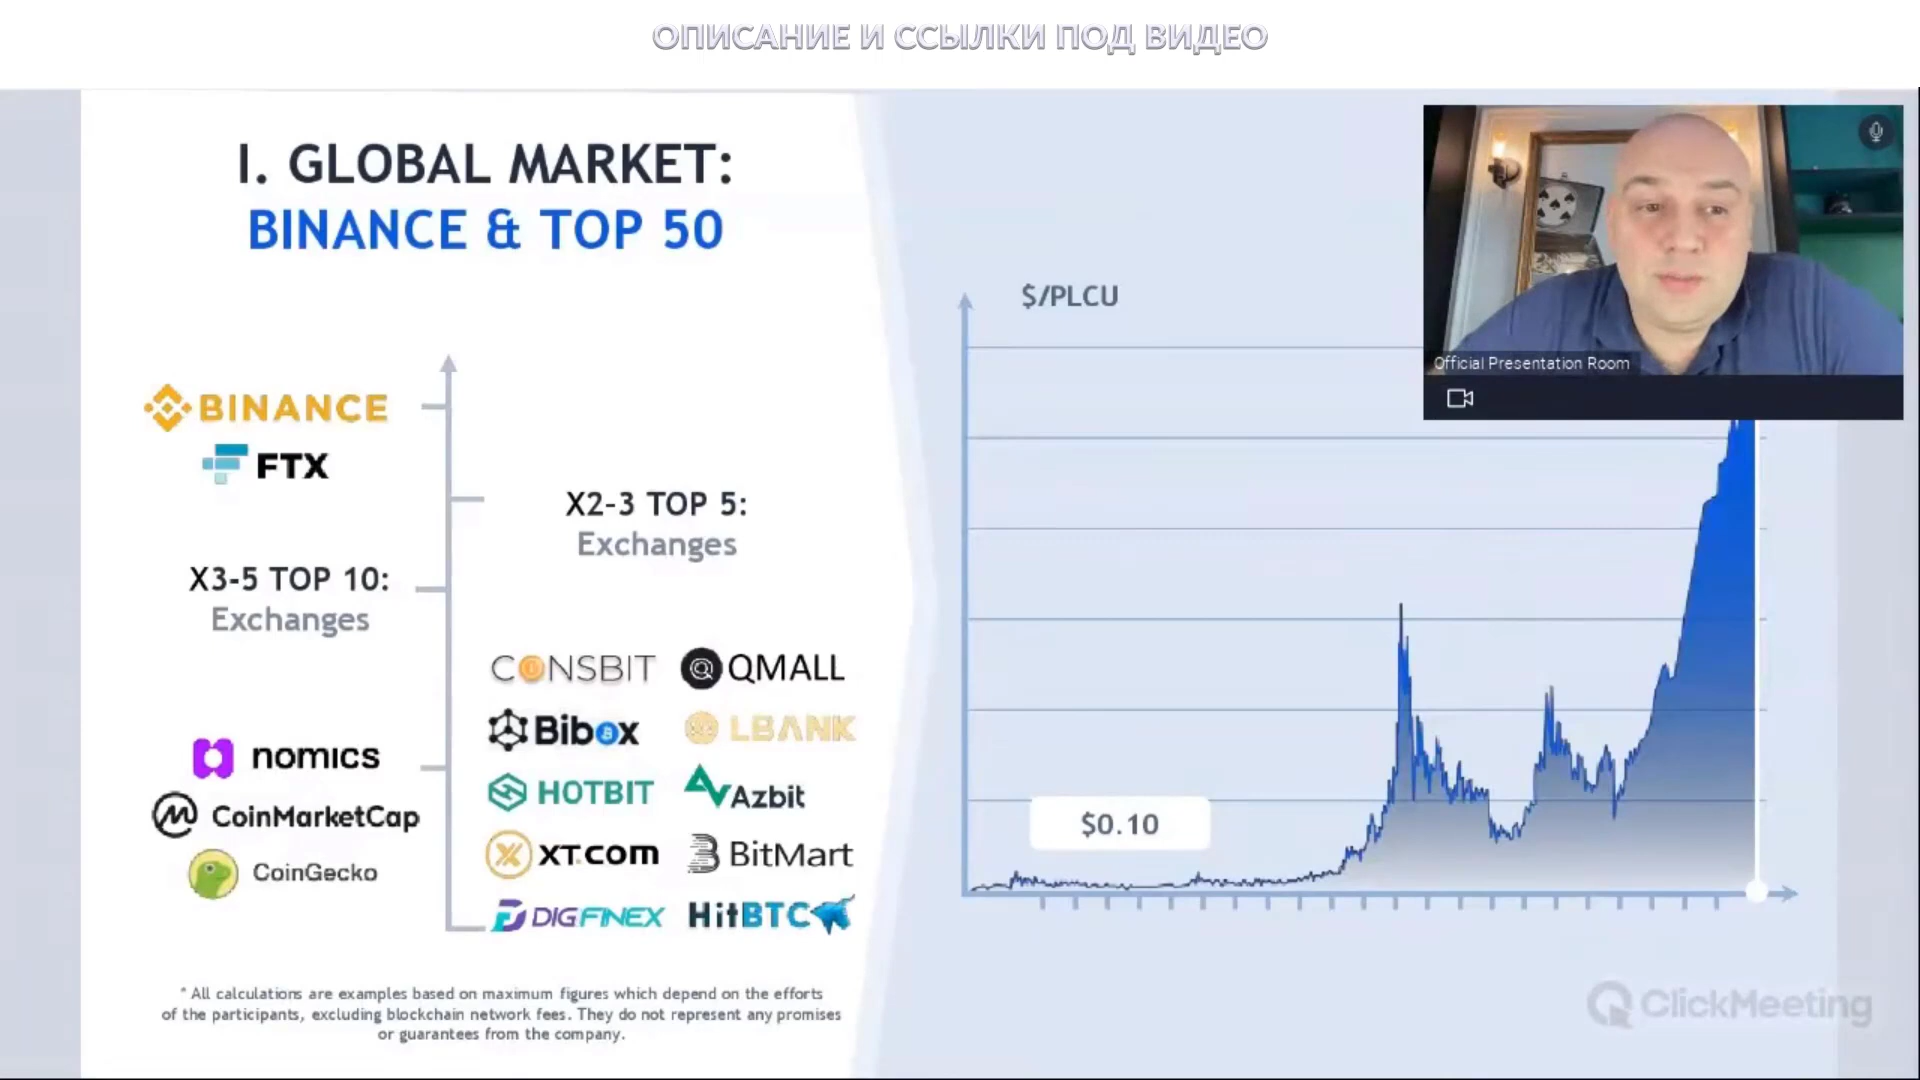 ОПИСАНИЕ И ССЫЛКИ ПОД ВИДЕО
I. GLOBAL MARKET:
BINANCE & TOP 50
BINANCE
FTX
X2-3 TOP 5:
Exchanges
X3-5 TOP 10:
Exchanges
CONSBIT
QMALL
Bibox
LBANK
nomics
HOTBIT
Azbit
CoinMarketCap
XT.COM
BitMart
CoinGecko
DIGFINEX
HitBTC
* All calculations are examples based on maximum figures which depend on the efforts
of the participants, excluding blockchain network fees. They do not represent any promises
or guarantees from the company.
$/PLCU
$0.10
Official Presentation Room
ClickMeeting